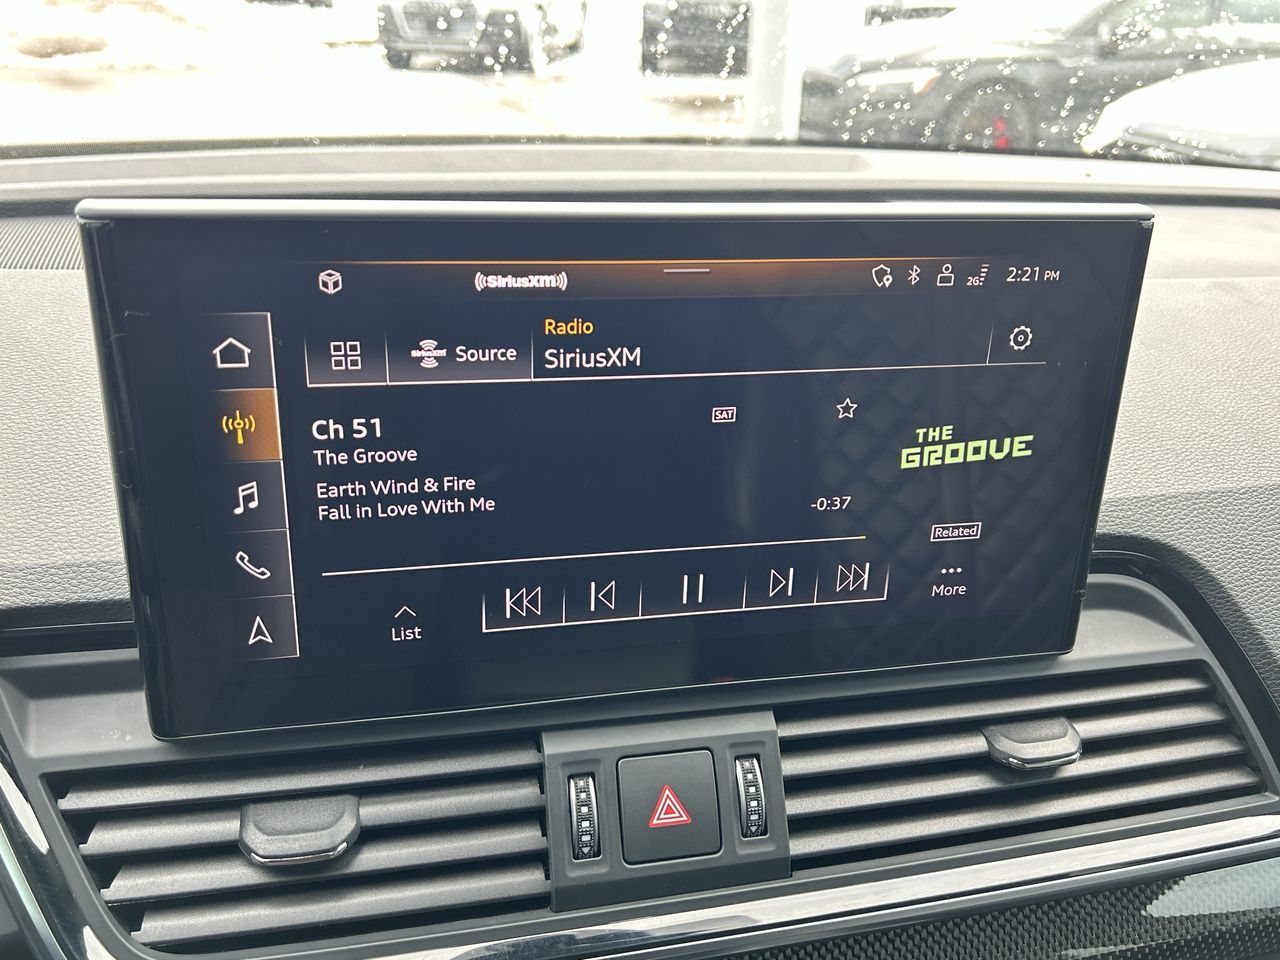 ((SiriusXM))
2G
2:21 PM
SiriusXM
Source
Radio
SiriusXM
Ch 51
SAT
The Groove
Earth Wind & Fire
Fall in Love With Me
-0:37
THE
GROOVE
Related
More
List